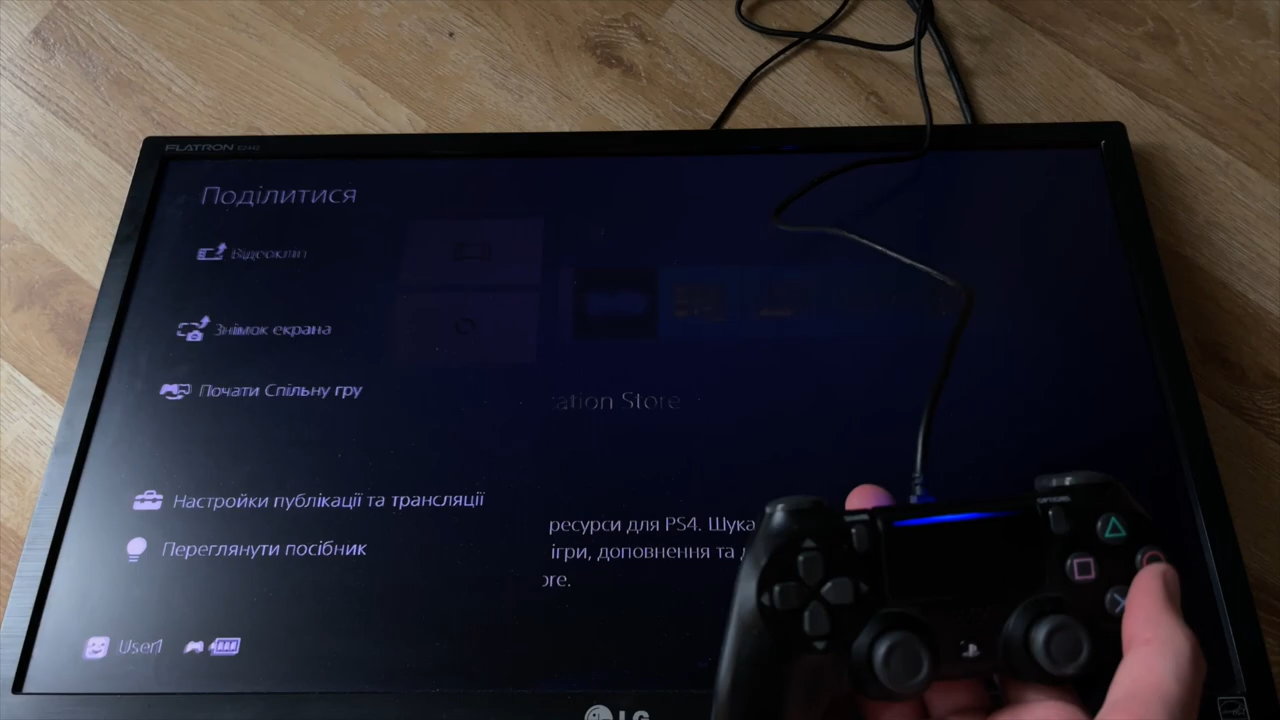 FLATRON E2442
Поділитися
Відеокліп
Знімок екрана
Почати Спільну гру
ation Store
Настройки публікації та трансляції
ресурси для PS4. Шука
Переглянути посібник
ігри, доповнення та
ore.
User1
OPTIONS
LG